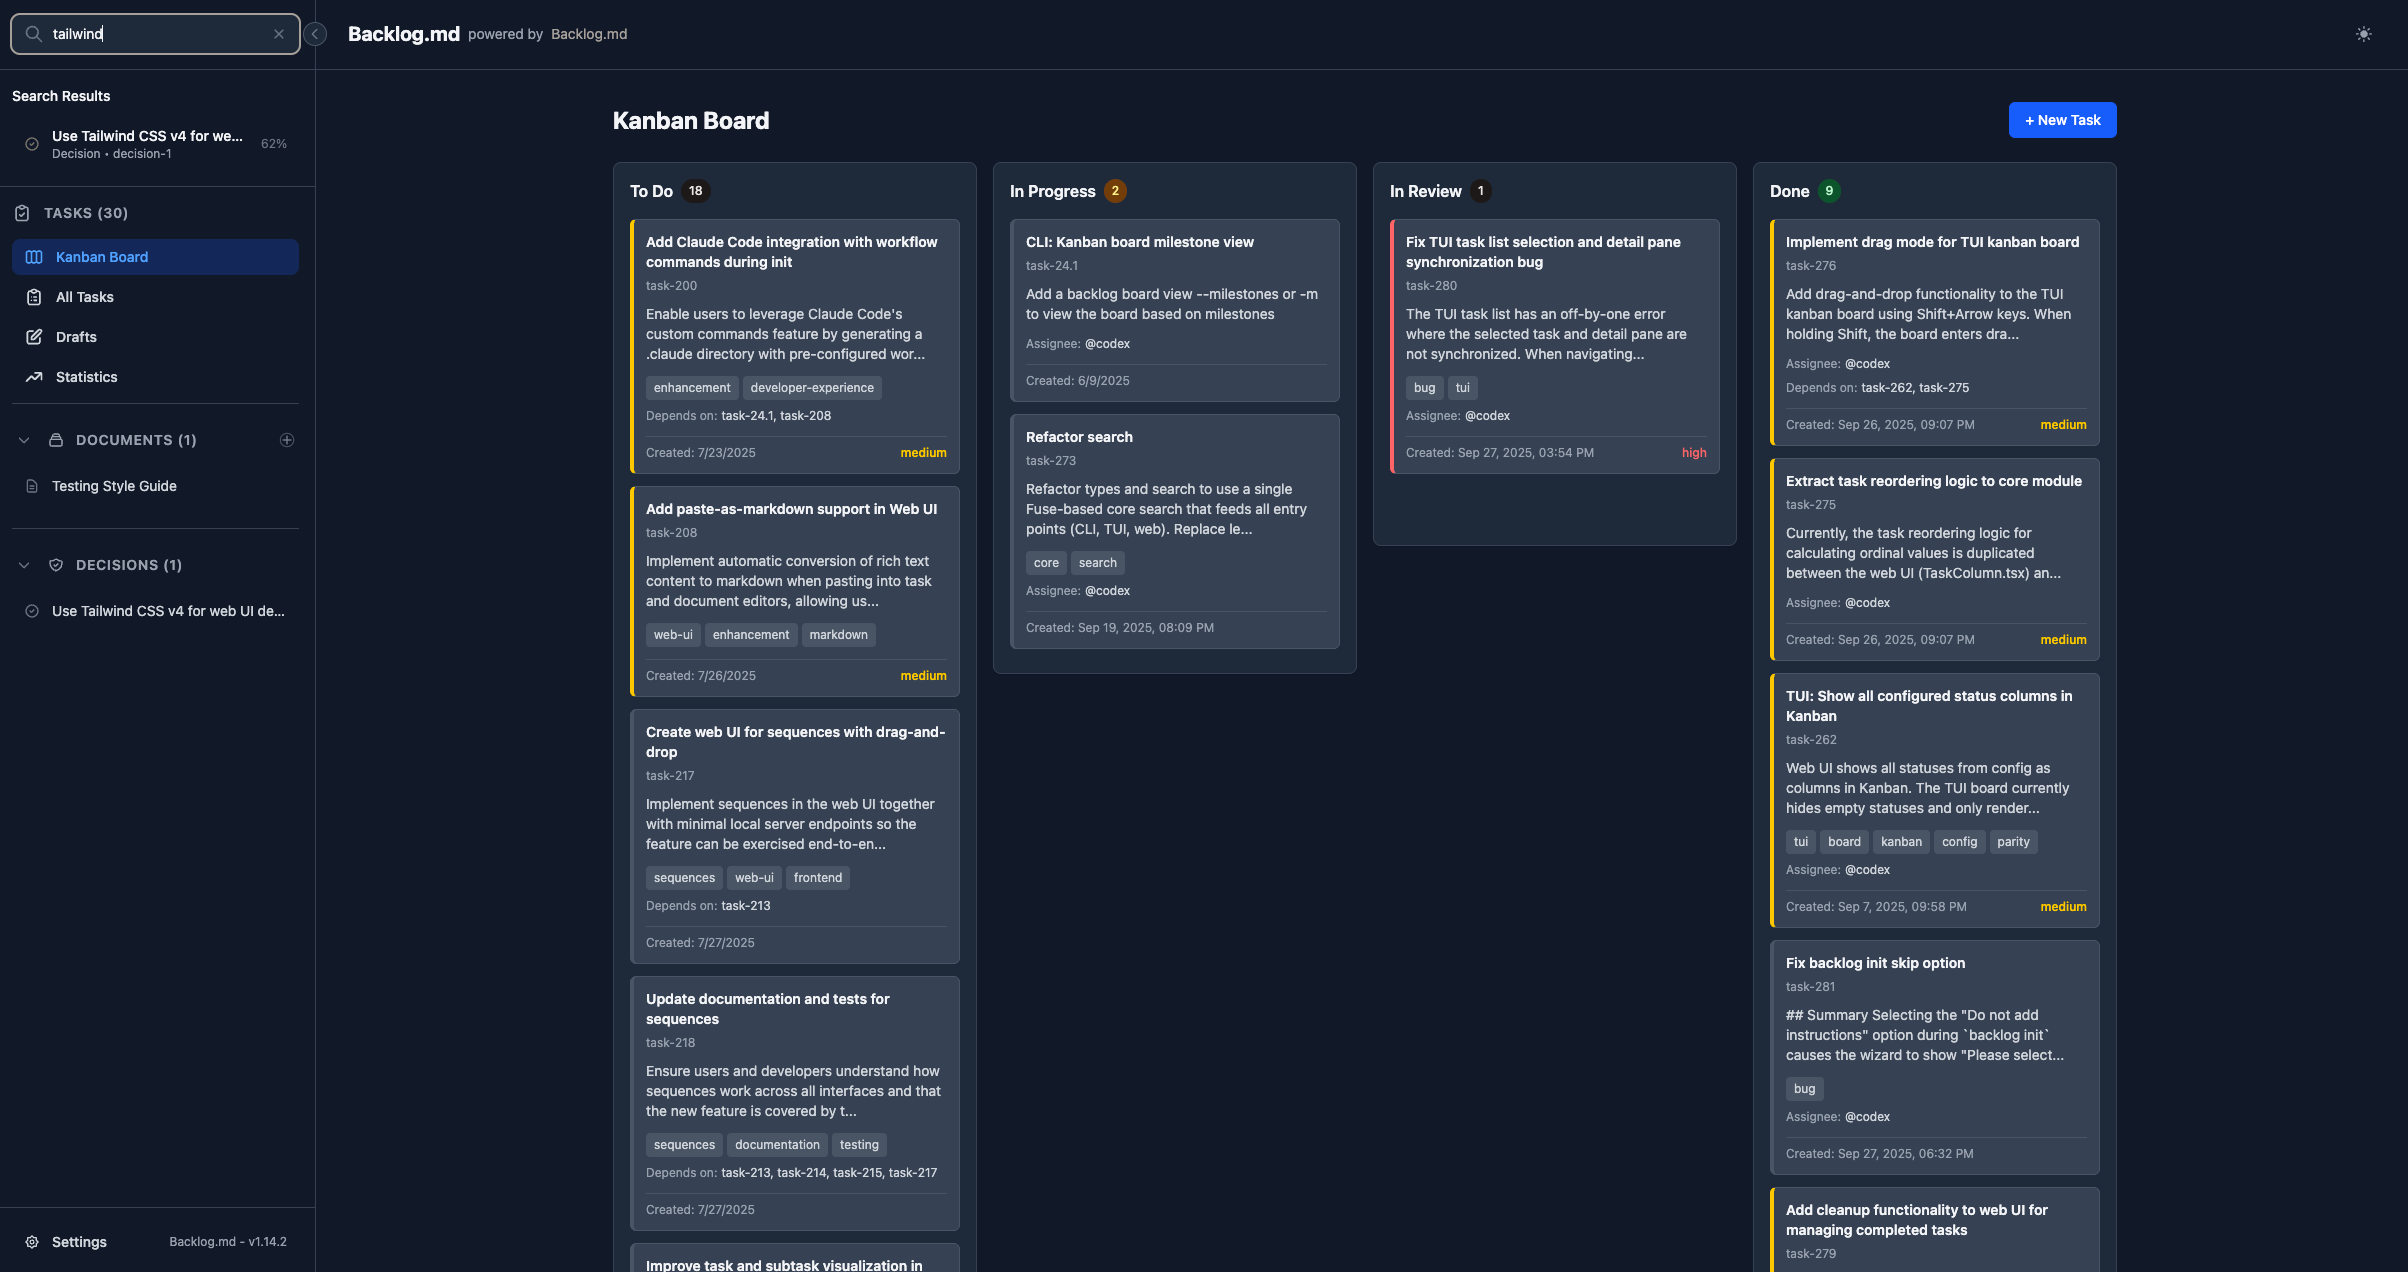 tailwind
Backlog.md powered by Backlog.md
Search Results
Use Tailwind CSS v4 for we...
62%
Decision • decision-1
TASKS (30)
Kanban Board
All Tasks
Drafts
Statistics
DOCUMENTS (1)
Testing Style Guide
DECISIONS (1)
Use Tailwind CSS v4 for web UI de...
Settings
Backlog.md - v1.14.2
Kanban Board
+ New Task
To Do 18
Add Claude Code integration with workflow
commands during init
task-200
Enable users to leverage Claude Code's
custom commands feature by generating a
.claude directory with pre-configured wor...
enhancement developer-experience
Depends on: task-24.1, task-208
Created: 7/23/2025 medium
Add paste-as-markdown support in Web UI
task-208
Implement automatic conversion of rich text
content to markdown when pasting into task
and document editors, allowing us...
web-ui enhancement markdown
Created: 7/26/2025 medium
Create web UI for sequences with drag-and-
drop
task-217
Implement sequences in the web UI together
with minimal local server endpoints so the
feature can be exercised end-to-en...
sequences web-ui frontend
Depends on: task-213
Created: 7/27/2025
Update documentation and tests for
sequences
task-218
Ensure users and developers understand how
sequences work across all interfaces and that
the new feature is covered by t...
sequences documentation testing
Depends on: task-213, task-214, task-215, task-217
Created: 7/27/2025
Improve task and subtask visualization in
In Progress 2
CLI: Kanban board milestone view
task-24.1
Add a backlog board view --milestones or -m
to view the board based on milestones
Assignee: @codex
Created: 6/9/2025
Refactor search
task-273
Refactor types and search to use a single
Fuse-based core search that feeds all entry
points (CLI, TUI, web). Replace le...
core search
Assignee: @codex
Created: Sep 19, 2025, 08:09 PM
In Review 1
Fix TUI task list selection and detail pane
synchronization bug
task-280
The TUI task list has an off-by-one error
where the selected task and detail pane are
not synchronized. When navigating...
bug tui
Assignee: @codex
Created: Sep 27, 2025, 03:54 PM high
Done 9
Implement drag mode for TUI kanban board
task-276
Add drag-and-drop functionality to the TUI
kanban board using Shift+Arrow keys. When
holding Shift, the board enters dra...
Assignee: @codex
Depends on: task-262, task-275
Created: Sep 26, 2025, 09:07 PM medium
Extract task reordering logic to core module
task-275
Currently, the task reordering logic for
calculating ordinal values is duplicated
between the web UI (TaskColumn.tsx) an...
Assignee: @codex
Created: Sep 26, 2025, 09:07 PM medium
TUI: Show all configured status columns in
Kanban
task-262
Web UI shows all statuses from config as
columns in Kanban. The TUI board currently
hides empty statuses and only render...
tui board kanban config parity
Assignee: @codex
Created: Sep 7, 2025, 09:58 PM medium
Fix backlog init skip option
task-281
## Summary Selecting the "Do not add
instructions" option during `backlog init`
causes the wizard to show "Please select...
bug
Assignee: @codex
Created: Sep 27, 2025, 06:32 PM
Add cleanup functionality to web UI for
managing completed tasks
task-279